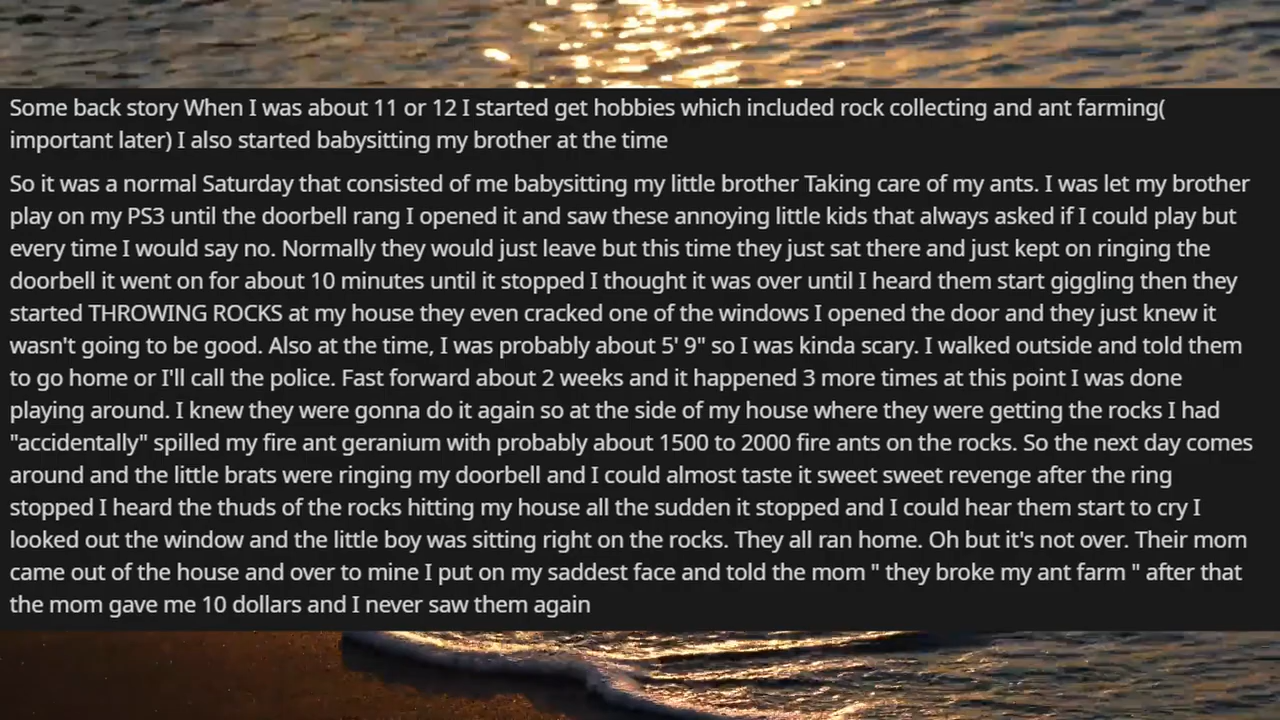 Some back story When I was about 11 or 12 I started get hobbies which included rock collecting and ant farming(
important later) I also started babysitting my brother at the time
So it was a normal Saturday that consisted of me babysitting my little brother Taking care of my ants. I was let my brother
play on my PS3 until the doorbell rang I opened it and saw these annoying little kids that always asked if I could play but
every time I would say no. Normally they would just leave but this time they just sat there and just kept on ringing the
doorbell it went on for about 10 minutes until it stopped I thought it was over until I heard them start giggling then they
started THROWING ROCKS at my house they even cracked one of the windows I opened the door and they just knew it
wasn't going to be good. Also at the time, I was probably about 5' 9" so I was kinda scary. I walked outside and told them
to go home or I'll call the police. Fast forward about 2 weeks and it happened 3 more times at this point I was done
playing around. I knew they were gonna do it again so at the side of my house where they were getting the rocks I had
"accidentally" spilled my fire ant geranium with probably about 1500 to 2000 fire ants on the rocks. So the next day comes
around and the little brats were ringing my doorbell and I could almost taste it sweet sweet revenge after the ring
stopped I heard the thuds of the rocks hitting my house all the sudden it stopped and I could hear them start to cry I
looked out the window and the little boy was sitting right on the rocks. They all ran home. Oh but it's not over. Their mom
came out of the house and over to mine I put on my saddest face and told the mom " they broke my ant farm " after that
the mom gave me 10 dollars and I never saw them again